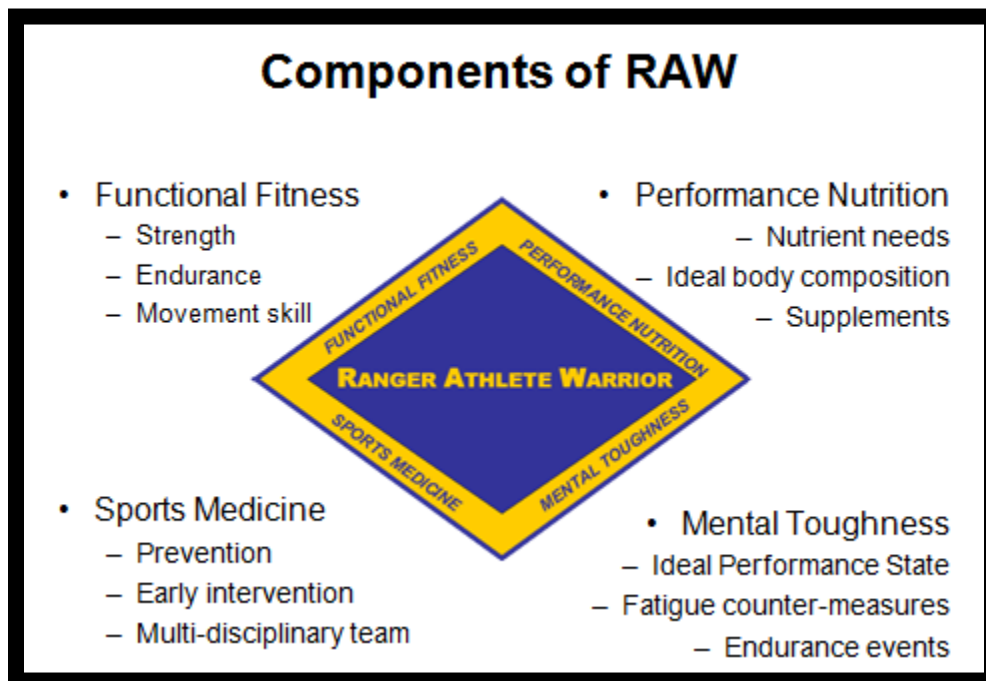 Components of RAW
• Functional Fitness
– Strength
– Endurance
– Movement skill
• Performance Nutrition
– Nutrient needs
– Ideal body composition
– Supplements
FUNCTIONAL FITNESS
PERFORMANCE NUTRITION
RANGER ATHLETE WARRIOR
SPORTS MEDICINE
MENTAL TOUGHNESS
• Sports Medicine
– Prevention
– Early intervention
– Multi-disciplinary team
• Mental Toughness
– Ideal Performance State
– Fatigue counter-measures
– Endurance events